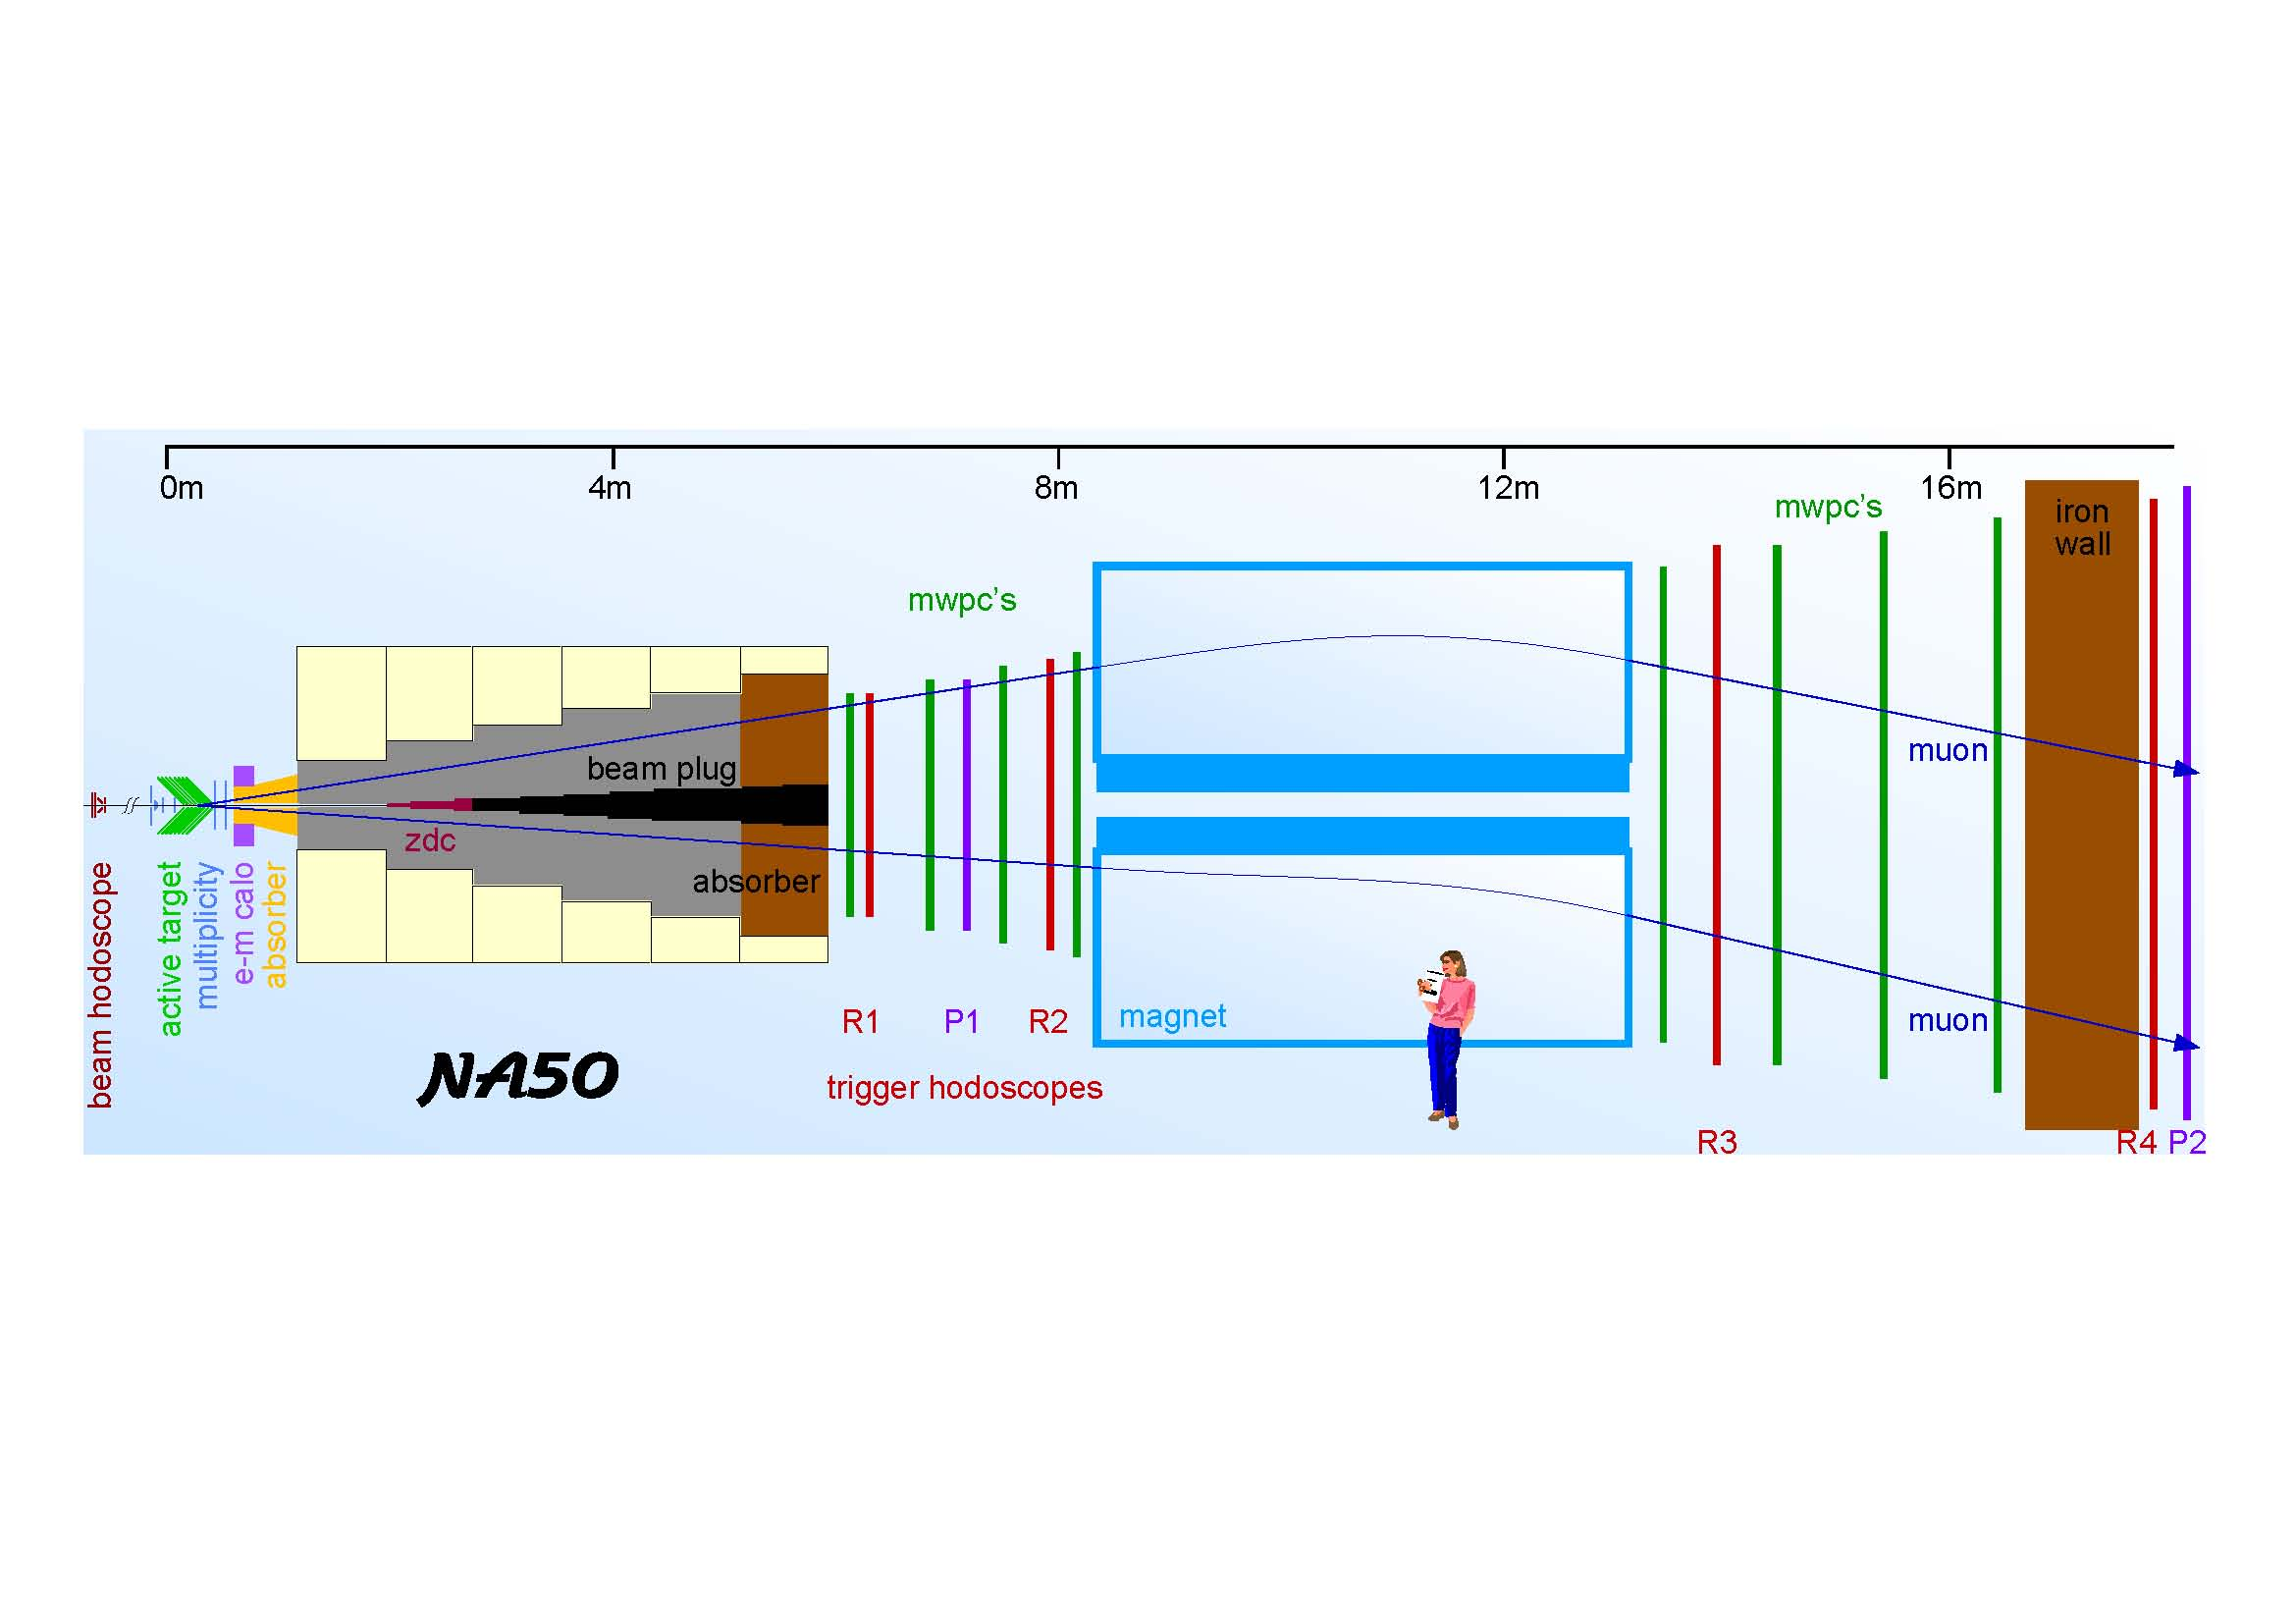 0m
4m
8m
12m
16m
mwpc's
iron
wall
mwpc's
beam plug
muon
zdc
absorber
beam hodoscope
active target
multiplicity
e-m calo
absorber
R1
P1
R2
magnet
muon
NA50
trigger hodoscopes
R3
R4
P2